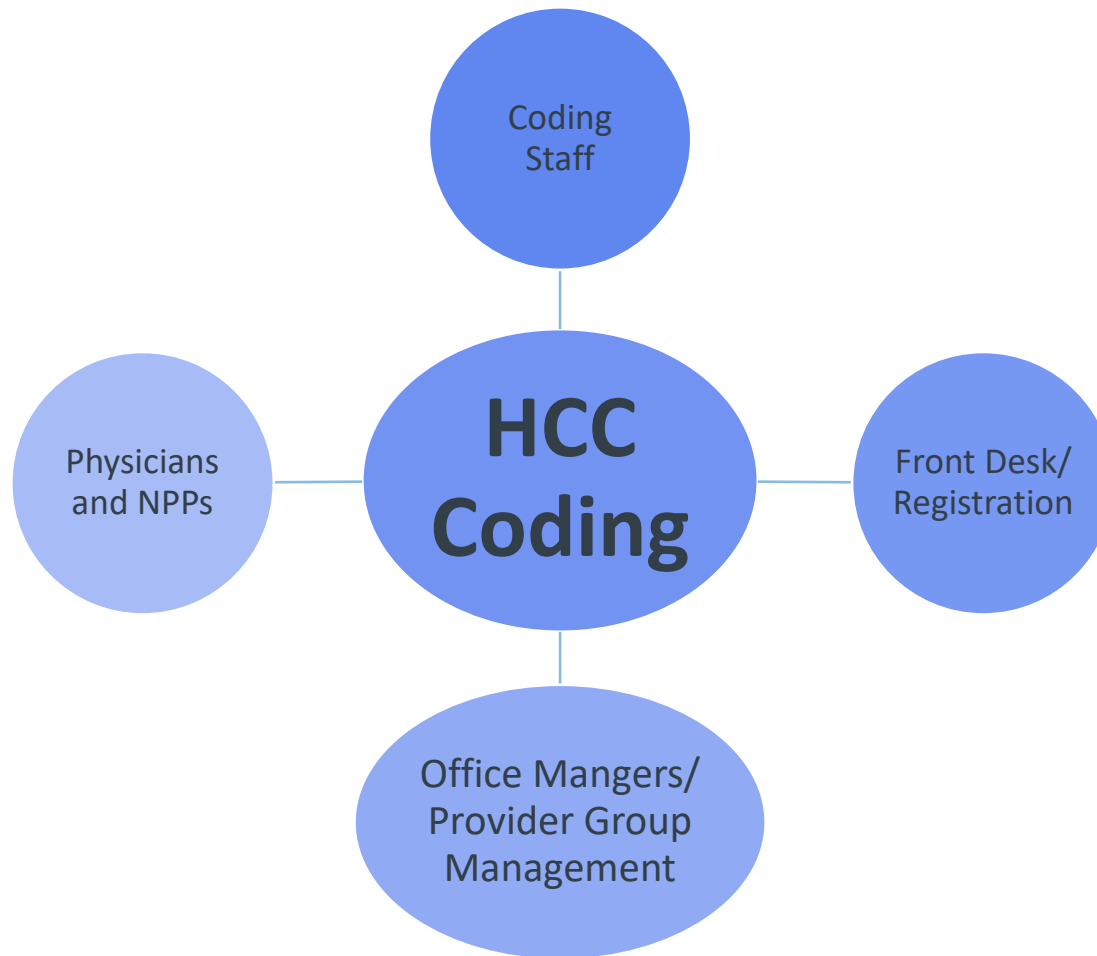 Coding
Staff
Physicians
and NPPs
HCC
Coding
Front Desk/
Registration
Office Mangers/
Provider Group
Management